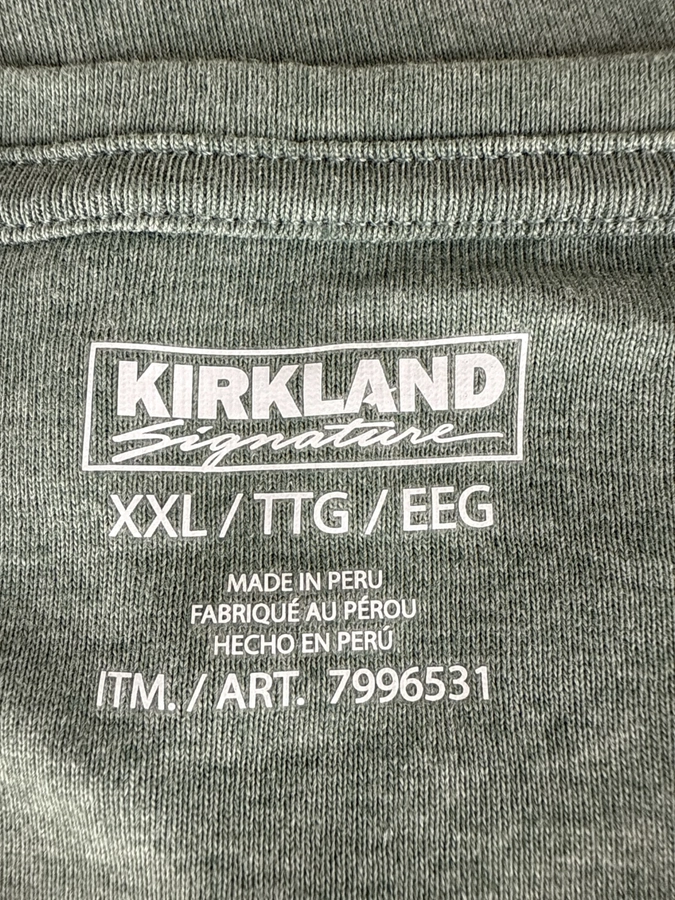 KIRKLAND
Signature
XXL / TTG / EEG
MADE IN PERU
FABRIQUÉ AU PÉROU
HECHO EN PERÚ
ITM. / ART. 7996531